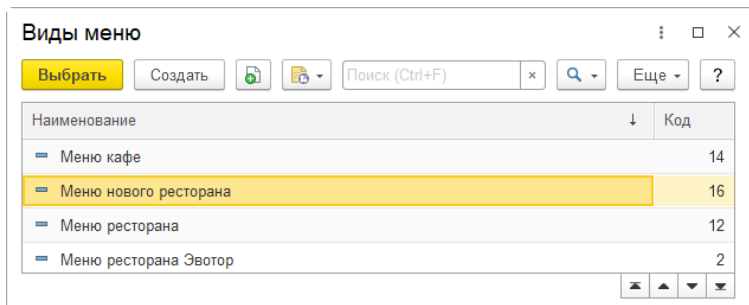 Виды меню
Выбрать Создать Поиск (Ctrl+F) × Еще ?
Наименование ↓ Код
Меню кафе 14
Меню нового ресторана 16
Меню ресторана 12
Меню ресторана Эвотор 2